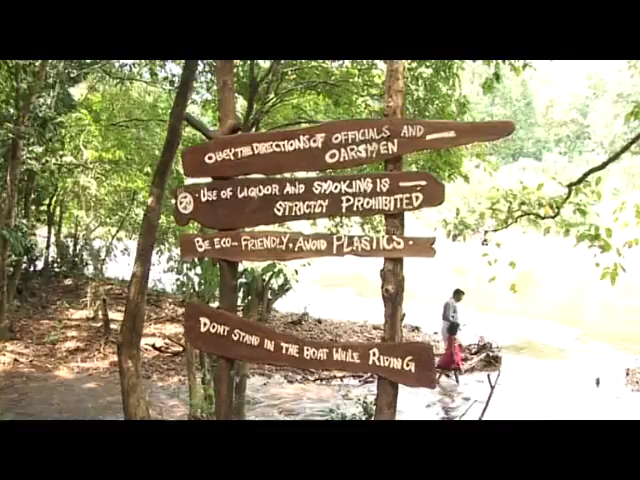 OBEY THE DIRECTIONS OF OFFICIALS AND
OARSMEN
USE OF LIQUOR AND SMOKING IS
STRICTLY PROHIBITED
BE ECO-FRIENDLY. AVOID PLASTICS.
DONT STAND IN THE BOAT WHILE RIDING